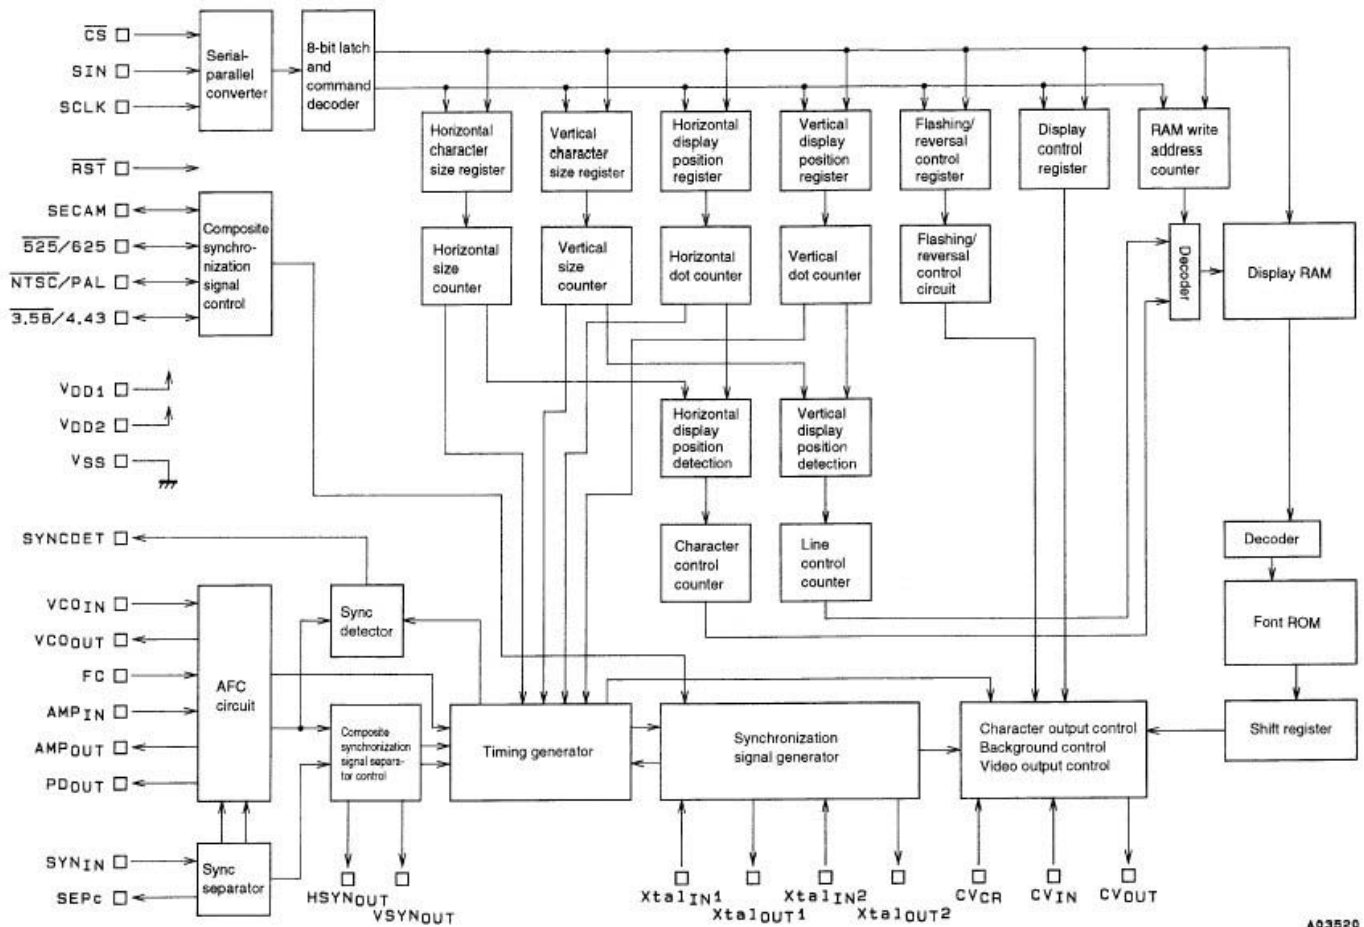 CS
SIN
SCLK
Serial-
parallel
converter
8-bit latch
and
command
decoder
RST
SECAM
525/625
NTSC/PAL
3.58/4.43
Composite
synchro-
nization
signal
control
Horizontal
character
size register
Vertical
character
size register
Horizontal
display
position
register
Vertical
display
position
register
Flashing/
reversal
control
register
Display
control
register
RAM write
address
counter
Horizontal
size
counter
Vertical
size
counter
Horizontal
dot counter
Vertical
dot counter
Flashing/
reversal
control
circuit
Decoder
Display RAM
VDD1
VDD2
VSS
Horizontal
display
position
detection
Vertical
display
position
detection
SYNCDET
Character
control
counter
Line
control
counter
Decoder
VCOIN
VCOOUT
FC
AMPIN
AMPOUT
PDOUT
AFC
circuit
Sync
detector
Font ROM
Composite
synchronization
signal separa-
tor control
Timing generator
Synchronization
signal generator
Character output control
Background control
Video output control
Shift register
SYNIN
SEPc
Sync
separator
HSYNOUT
VSYNOUT
XtalIN1
XtalOUT1
XtalIN2
XtalOUT2
CVCR
CVIN
CVOUT
A03520